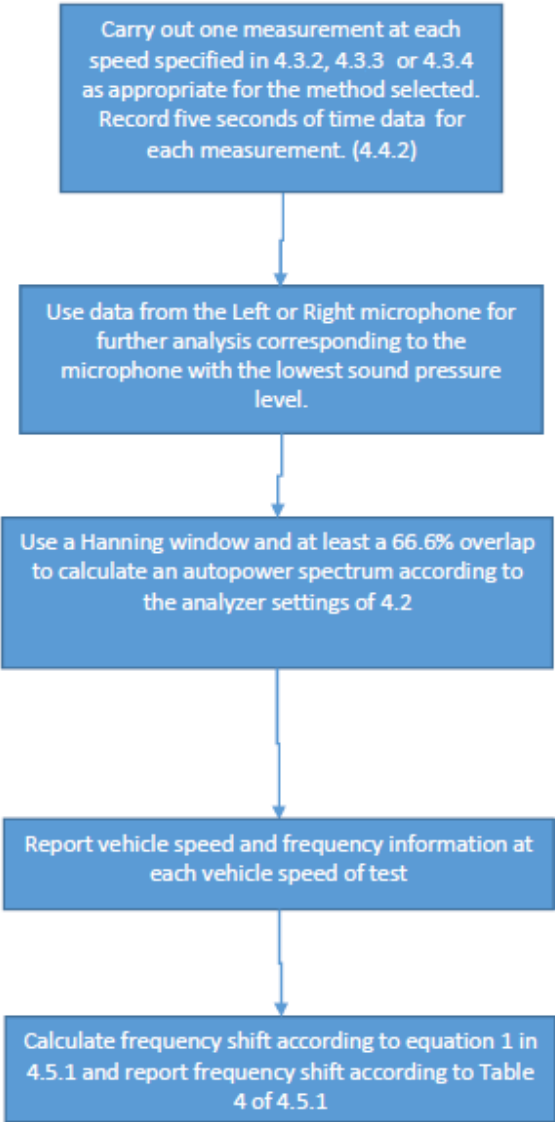 Carry out one measurement at each
speed specified in 4.3.2, 4.3.3 or 4.3.4
as appropriate for the method selected.
Record five seconds of time data for
each measurement. (4.4.2)
Use data from the Left or Right microphone for
further analysis corresponding to the
microphone with the lowest sound pressure
level.
Use a Hanning window and at least a 66.6% overlap
to calculate an autopower spectrum according to
the analyzer settings of 4.2
Report vehicle speed and frequency information at
each vehicle speed of test
Calculate frequency shift according to equation 1 in
4.5.1 and report frequency shift according to Table
4 of 4.5.1